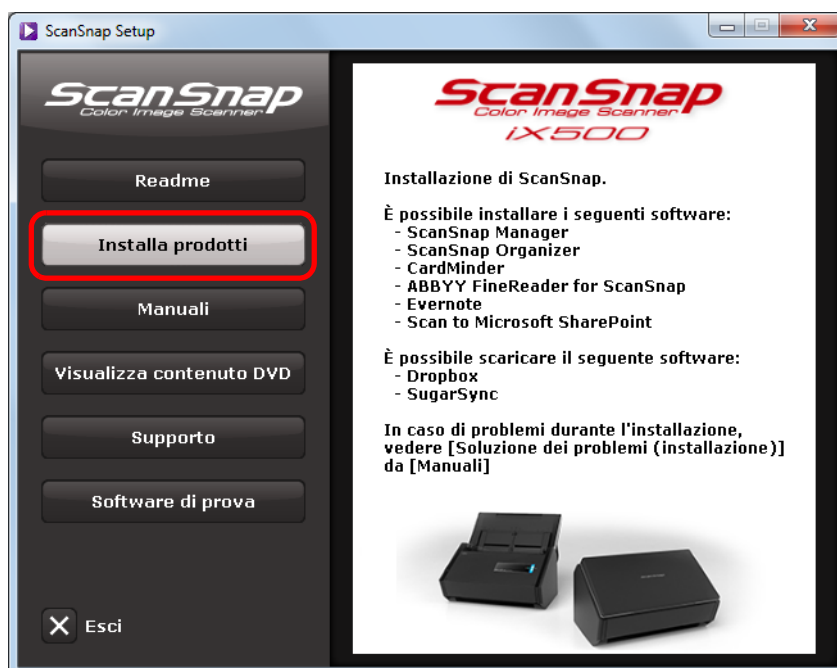 ScanSnap Setup
ScanSnap
Color Image Scanner
Readme
Installa prodotti
Manuali
Visualizza contenuto DVD
Supporto
Software di prova
Esci
ScanSnap
Color Image Scanner
iX500
Installazione di ScanSnap.
È possibile installare i seguenti software:
- ScanSnap Manager
- ScanSnap Organizer
- CardMinder
- ABBYY FineReader for ScanSnap
- Evernote
- Scan to Microsoft SharePoint
È possibile scaricare il seguente software:
- Dropbox
- SugarSync
In caso di problemi durante l'installazione,
vedere [Soluzione dei problemi (installazione)]
da [Manuali]